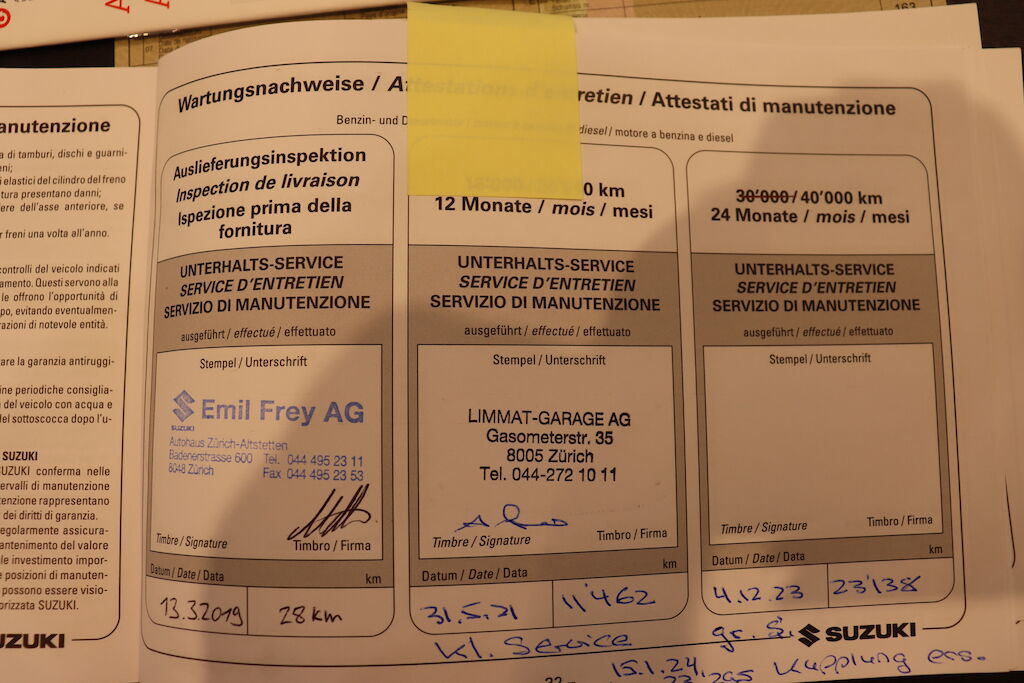 163
anutenzione
a di tamburi, dischi e guarni-
eni;
i elastici del cilindro del freno
tura presentano danni;
ere dell'asse anteriore, se
r freni una volta all'anno.
controlli del veicolo indicati
amento. Questi servono alla
le offrono l'opportunità di
po, evitando eventualmen-
razioni di notevole entità.
are la garanzia antiruggi-
ine periodiche consiglia-
del veicolo con acqua e
el sottoscocca dopo l'u-
SUZUKI
SUZUKI conferma nelle
ervalli di manutenzione
tenzione rappresentano
dei diritti di garanzia.
egolarmente assicura-
antenimento del valore
le investimento impor-
e posizioni di manuten-
possono essere visio-
orizzata SUZUKI.
UZUKI
Wartungsnachweise / Attestations d'entretien / Attestati di manutenzione
Benzin- und D diesel / motore a benzina e diesel
Auslieferungsinspektion
Inspection de livraison
Ispezione prima della
fornitura
UNTERHALTS-SERVICE
SERVICE D'ENTRETIEN
SERVIZIO DI MANUTENZIONE
ausgeführt / effectué / effettuato
Stempel / Unterschrift
SUZUKI
Emil Frey AG
Autohaus Zürich-Altstetten
Badenerstrasse 600 Tel. 044 495 23 11
8048 Zürich Fax 044 495 23 53
Timbre / Signature Timbro / Firma
Datum / Date / Data km
13.3.2019 28 km
0 km
12 Monate / mois / mesi
UNTERHALTS-SERVICE
SERVICE D'ENTRETIEN
SERVIZIO DI MANUTENZIONE
ausgeführt / effectué / effettuato
Stempel / Unterschrift
LIMMAT-GARAGE AG
Gasometerstr. 35
8005 Zürich
Tel. 044-272 10 11
Timbre / Signature Timbro / Firma
Datum / Date / Data km
31.5.21 11'462
kl. Service
30'000 / 40'000 km
24 Monate / mois / mesi
UNTERHALTS-SERVICE
SERVICE D'ENTRETIEN
SERVIZIO DI MANUTENZIONE
ausgeführt / effectué / effettuato
Stempel / Unterschrift
Timbre / Signature Timbro / Firma
Datum / Date / Data km
4.12.23 23'138
gr. S.
SUZUKI
15.1.24, Kupplung ers.